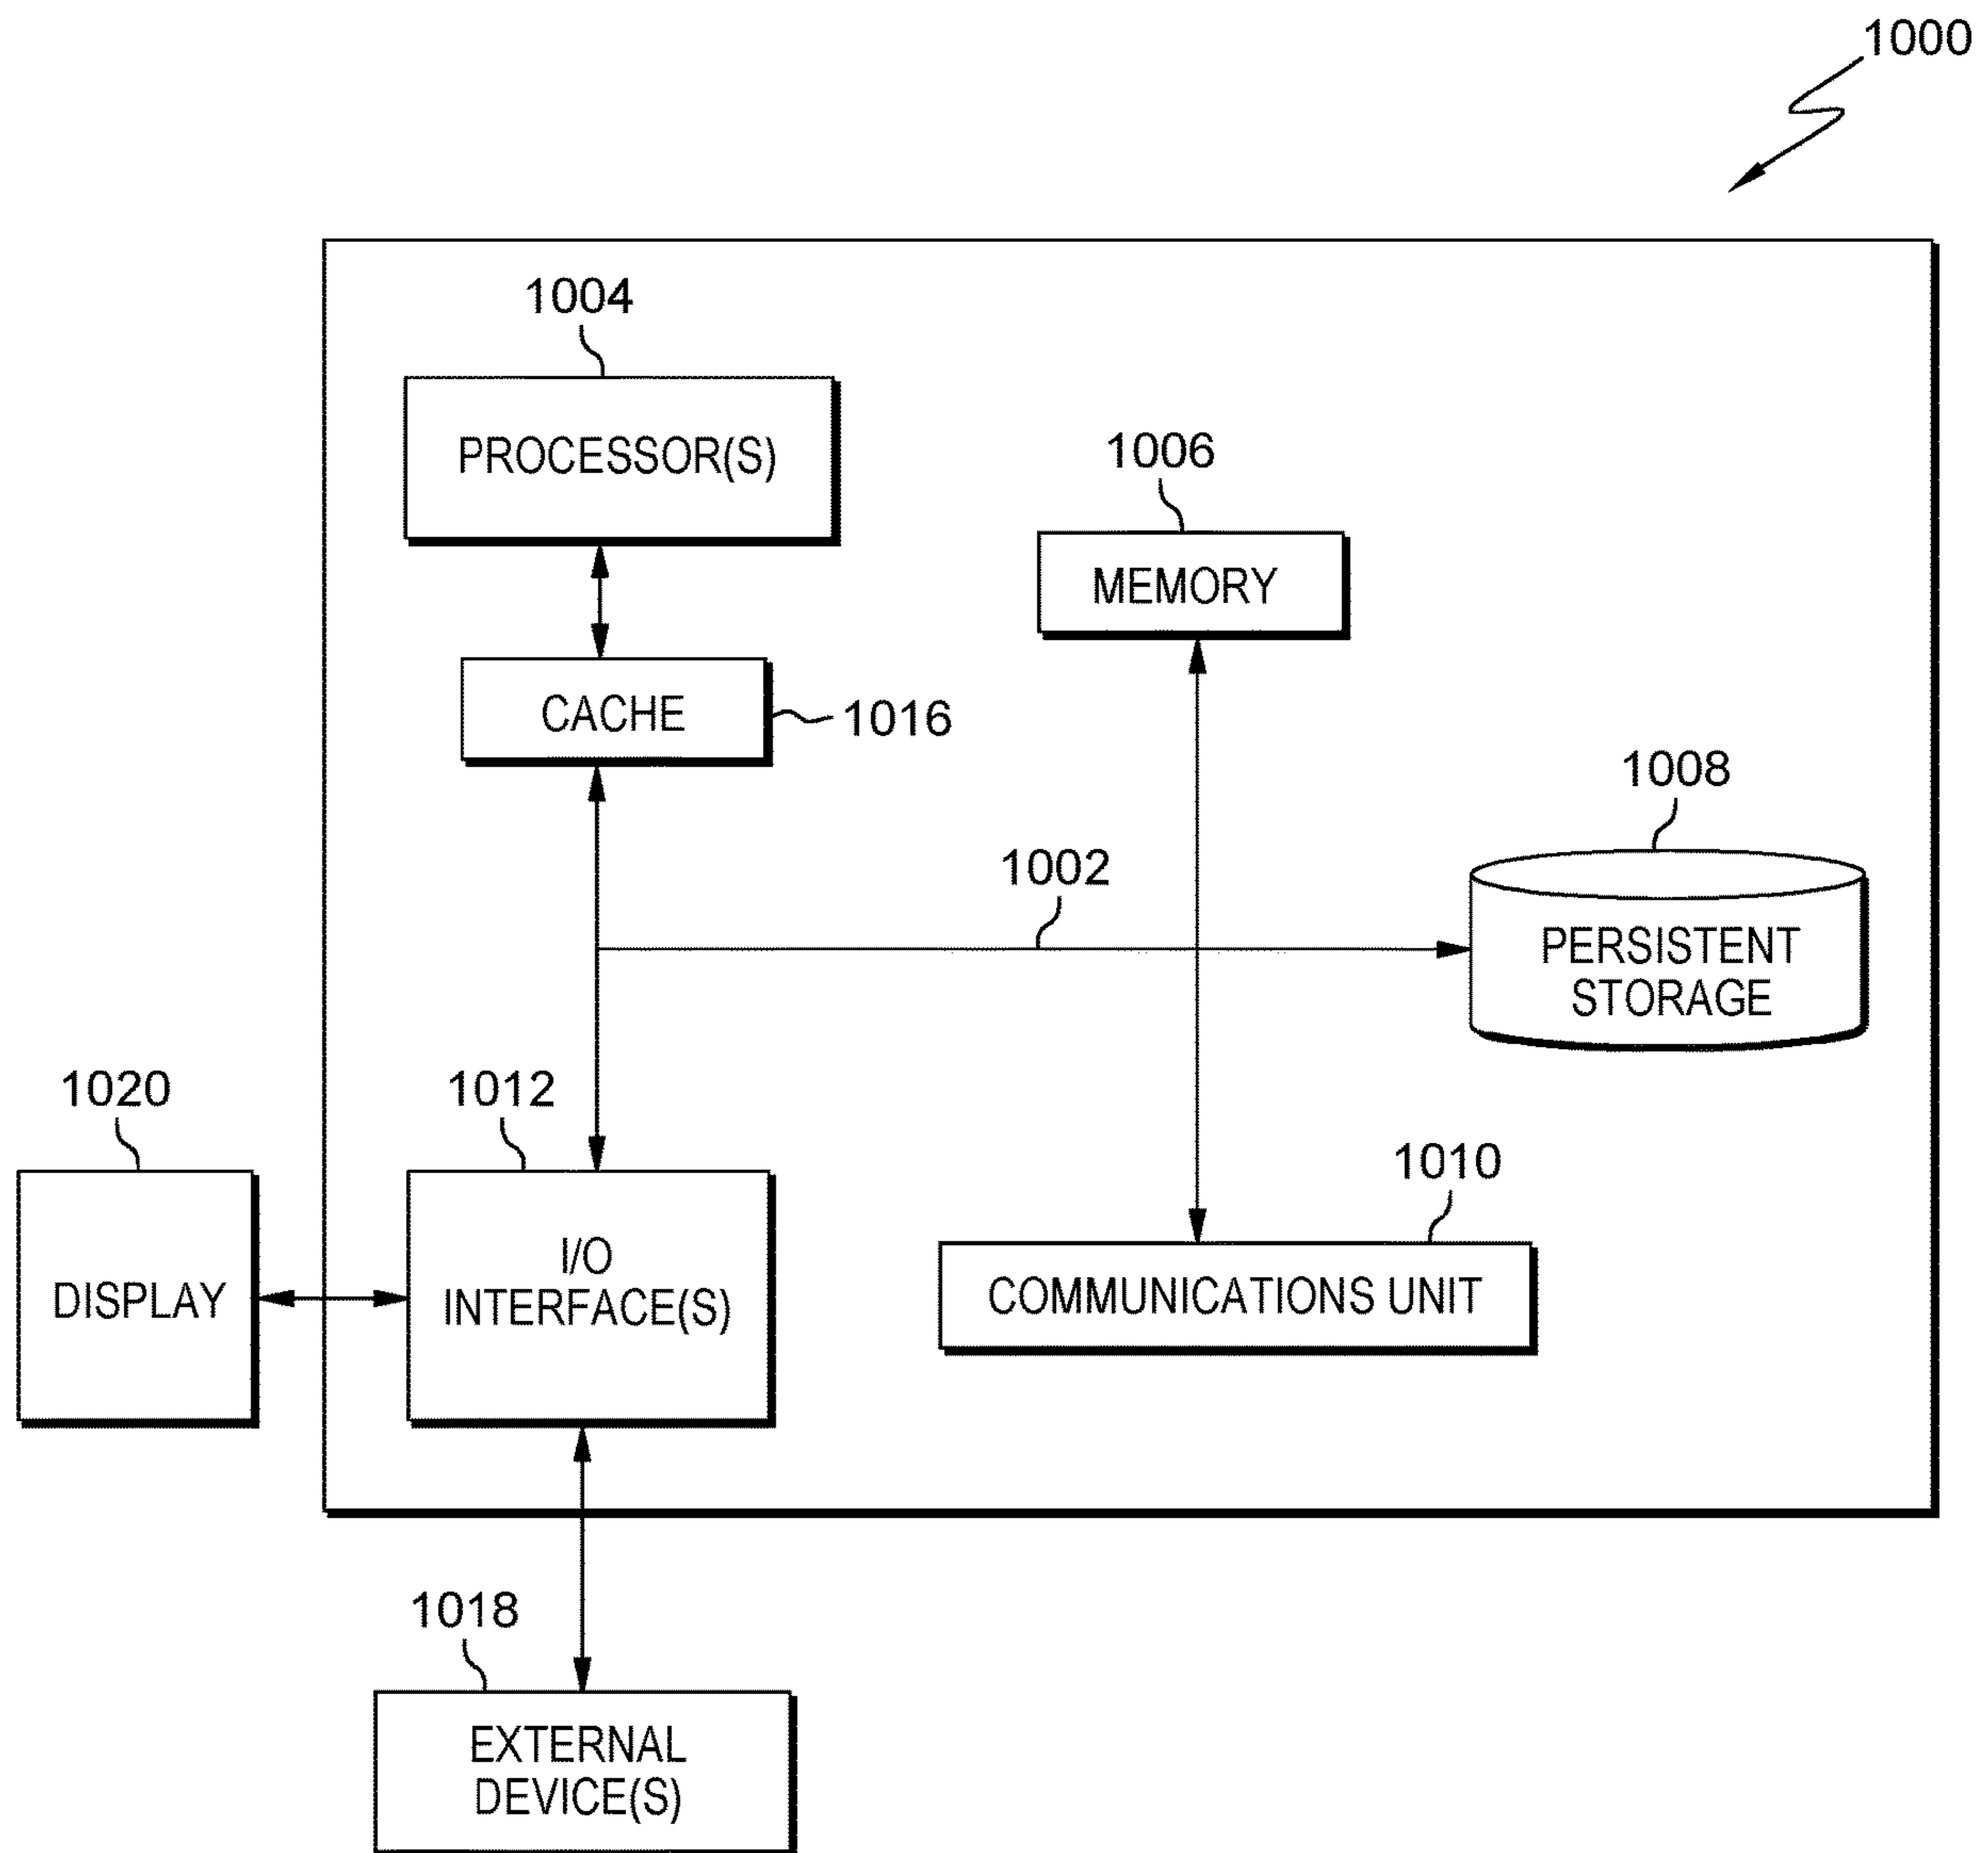 1000
1004
PROCESSOR(S)
1006
MEMORY
CACHE
1016
1008
1002
PERSISTENT
STORAGE
1020
1012
1010
DISPLAY
I/O
INTERFACE(S)
COMMUNICATIONS UNIT
1018
EXTERNAL
DEVICE(S)